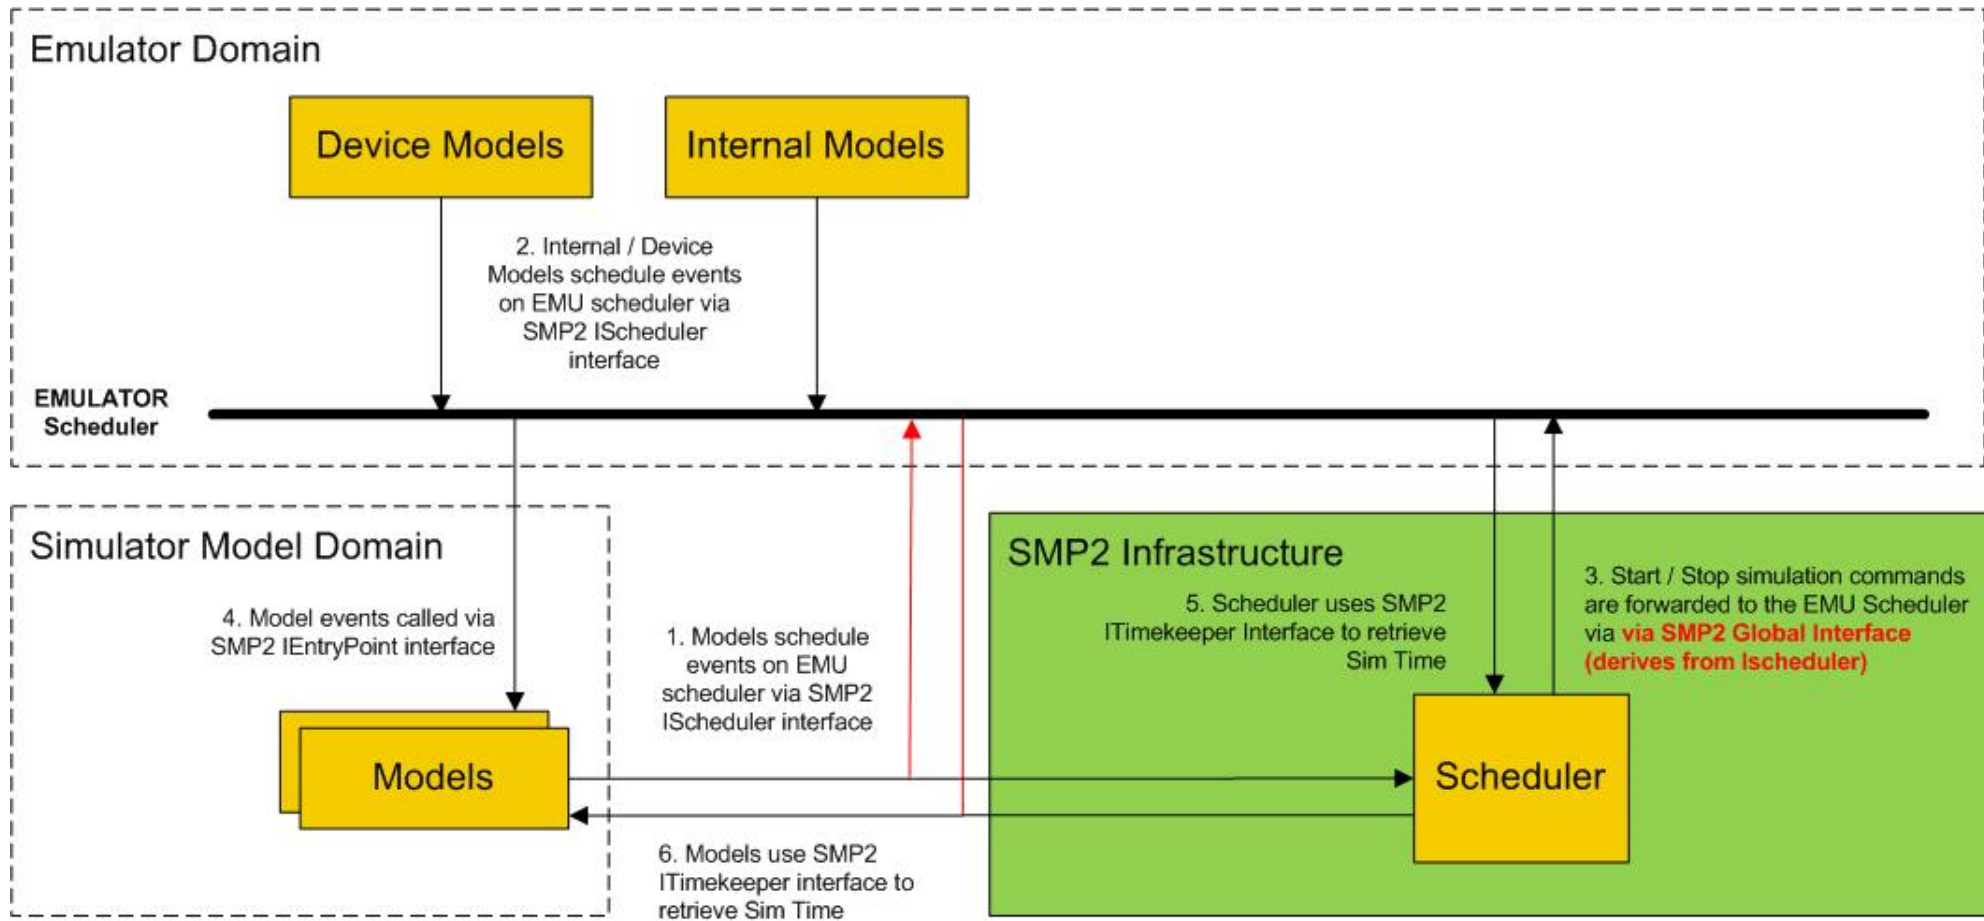 Emulator Domain
Device Models
Internal Models
2. Internal / Device
Models schedule events
on EMU scheduler via
SMP2 IScheduler
interface
EMULATOR
Scheduler
Simulator Model Domain
4. Model events called via
SMP2 IEntryPoint interface
Models
1. Models schedule
events on EMU
scheduler via SMP2
IScheduler interface
6. Models use SMP2
ITimekeeper interface to
retrieve Sim Time
SMP2 Infrastructure
5. Scheduler uses SMP2
ITimekeeper Interface to retrieve
Sim Time
3. Start / Stop simulation commands
are forwarded to the EMU Scheduler
via via SMP2 Global Interface
(derives from Ischeduler)
Scheduler